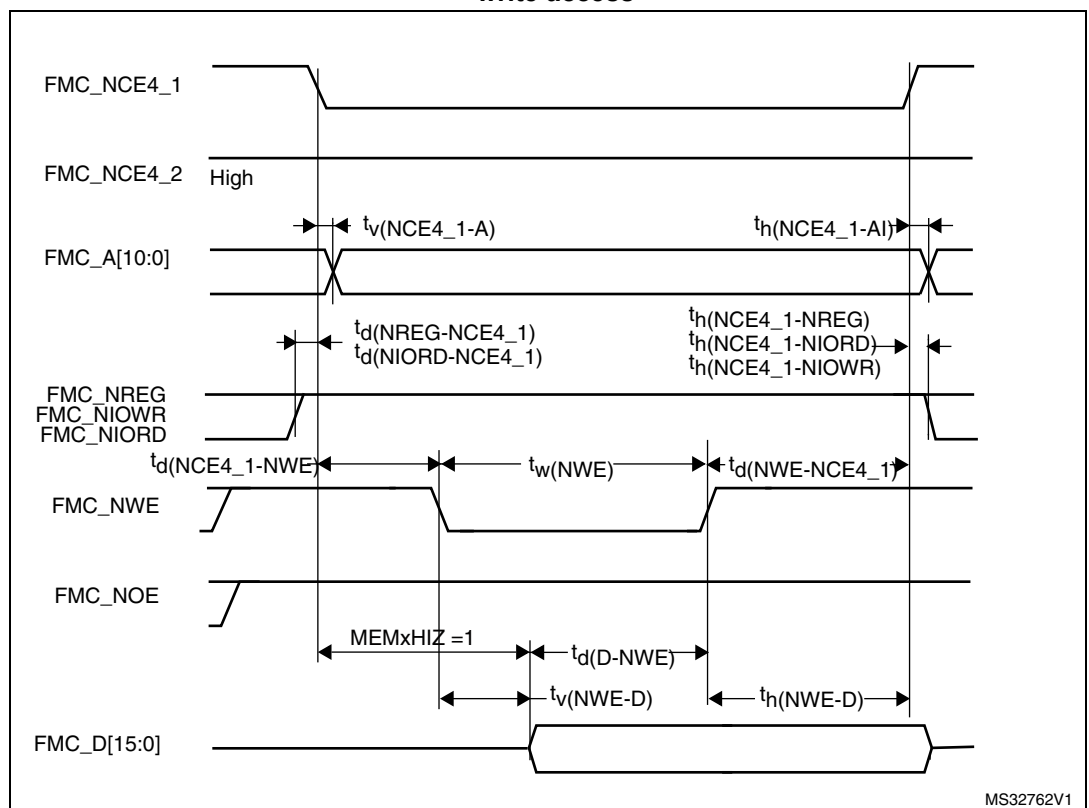 write access
FMC_NCE4_1
FMC_NCE4_2 High
tv(NCE4_1-A) th(NCE4_1-AI)
FMC_A[10:0]
td(NREG-NCE4_1) th(NCE4_1-NREG)
td(NIORD-NCE4_1) th(NCE4_1-NIORD)
th(NCE4_1-NIOWR)
FMC_NREG
FMC_NIOWR
FMC_NIORD
td(NCE4_1-NWE) tw(NWE) td(NWE-NCE4_1)
FMC_NWE
FMC_NOE
MEMxHIZ =1
td(D-NWE)
tv(NWE-D) th(NWE-D)
FMC_D[15:0]
MS32762V1